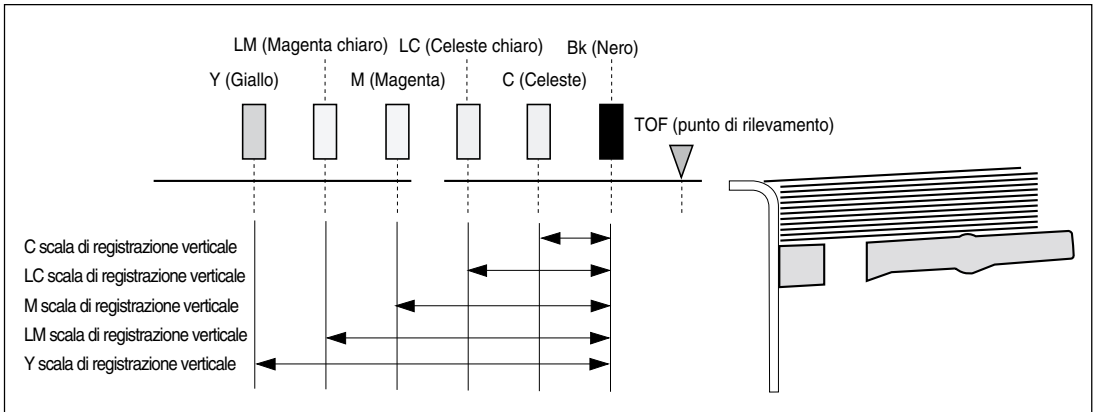 LM (Magenta chiaro)
LC (Celeste chiaro)
Bk (Nero)
Y (Giallo)
M (Magenta)
C (Celeste)
TOF (punto di rilevamento)
C scala di registrazione verticale
LC scala di registrazione verticale
M scala di registrazione verticale
LM scala di registrazione verticale
Y scala di registrazione verticale